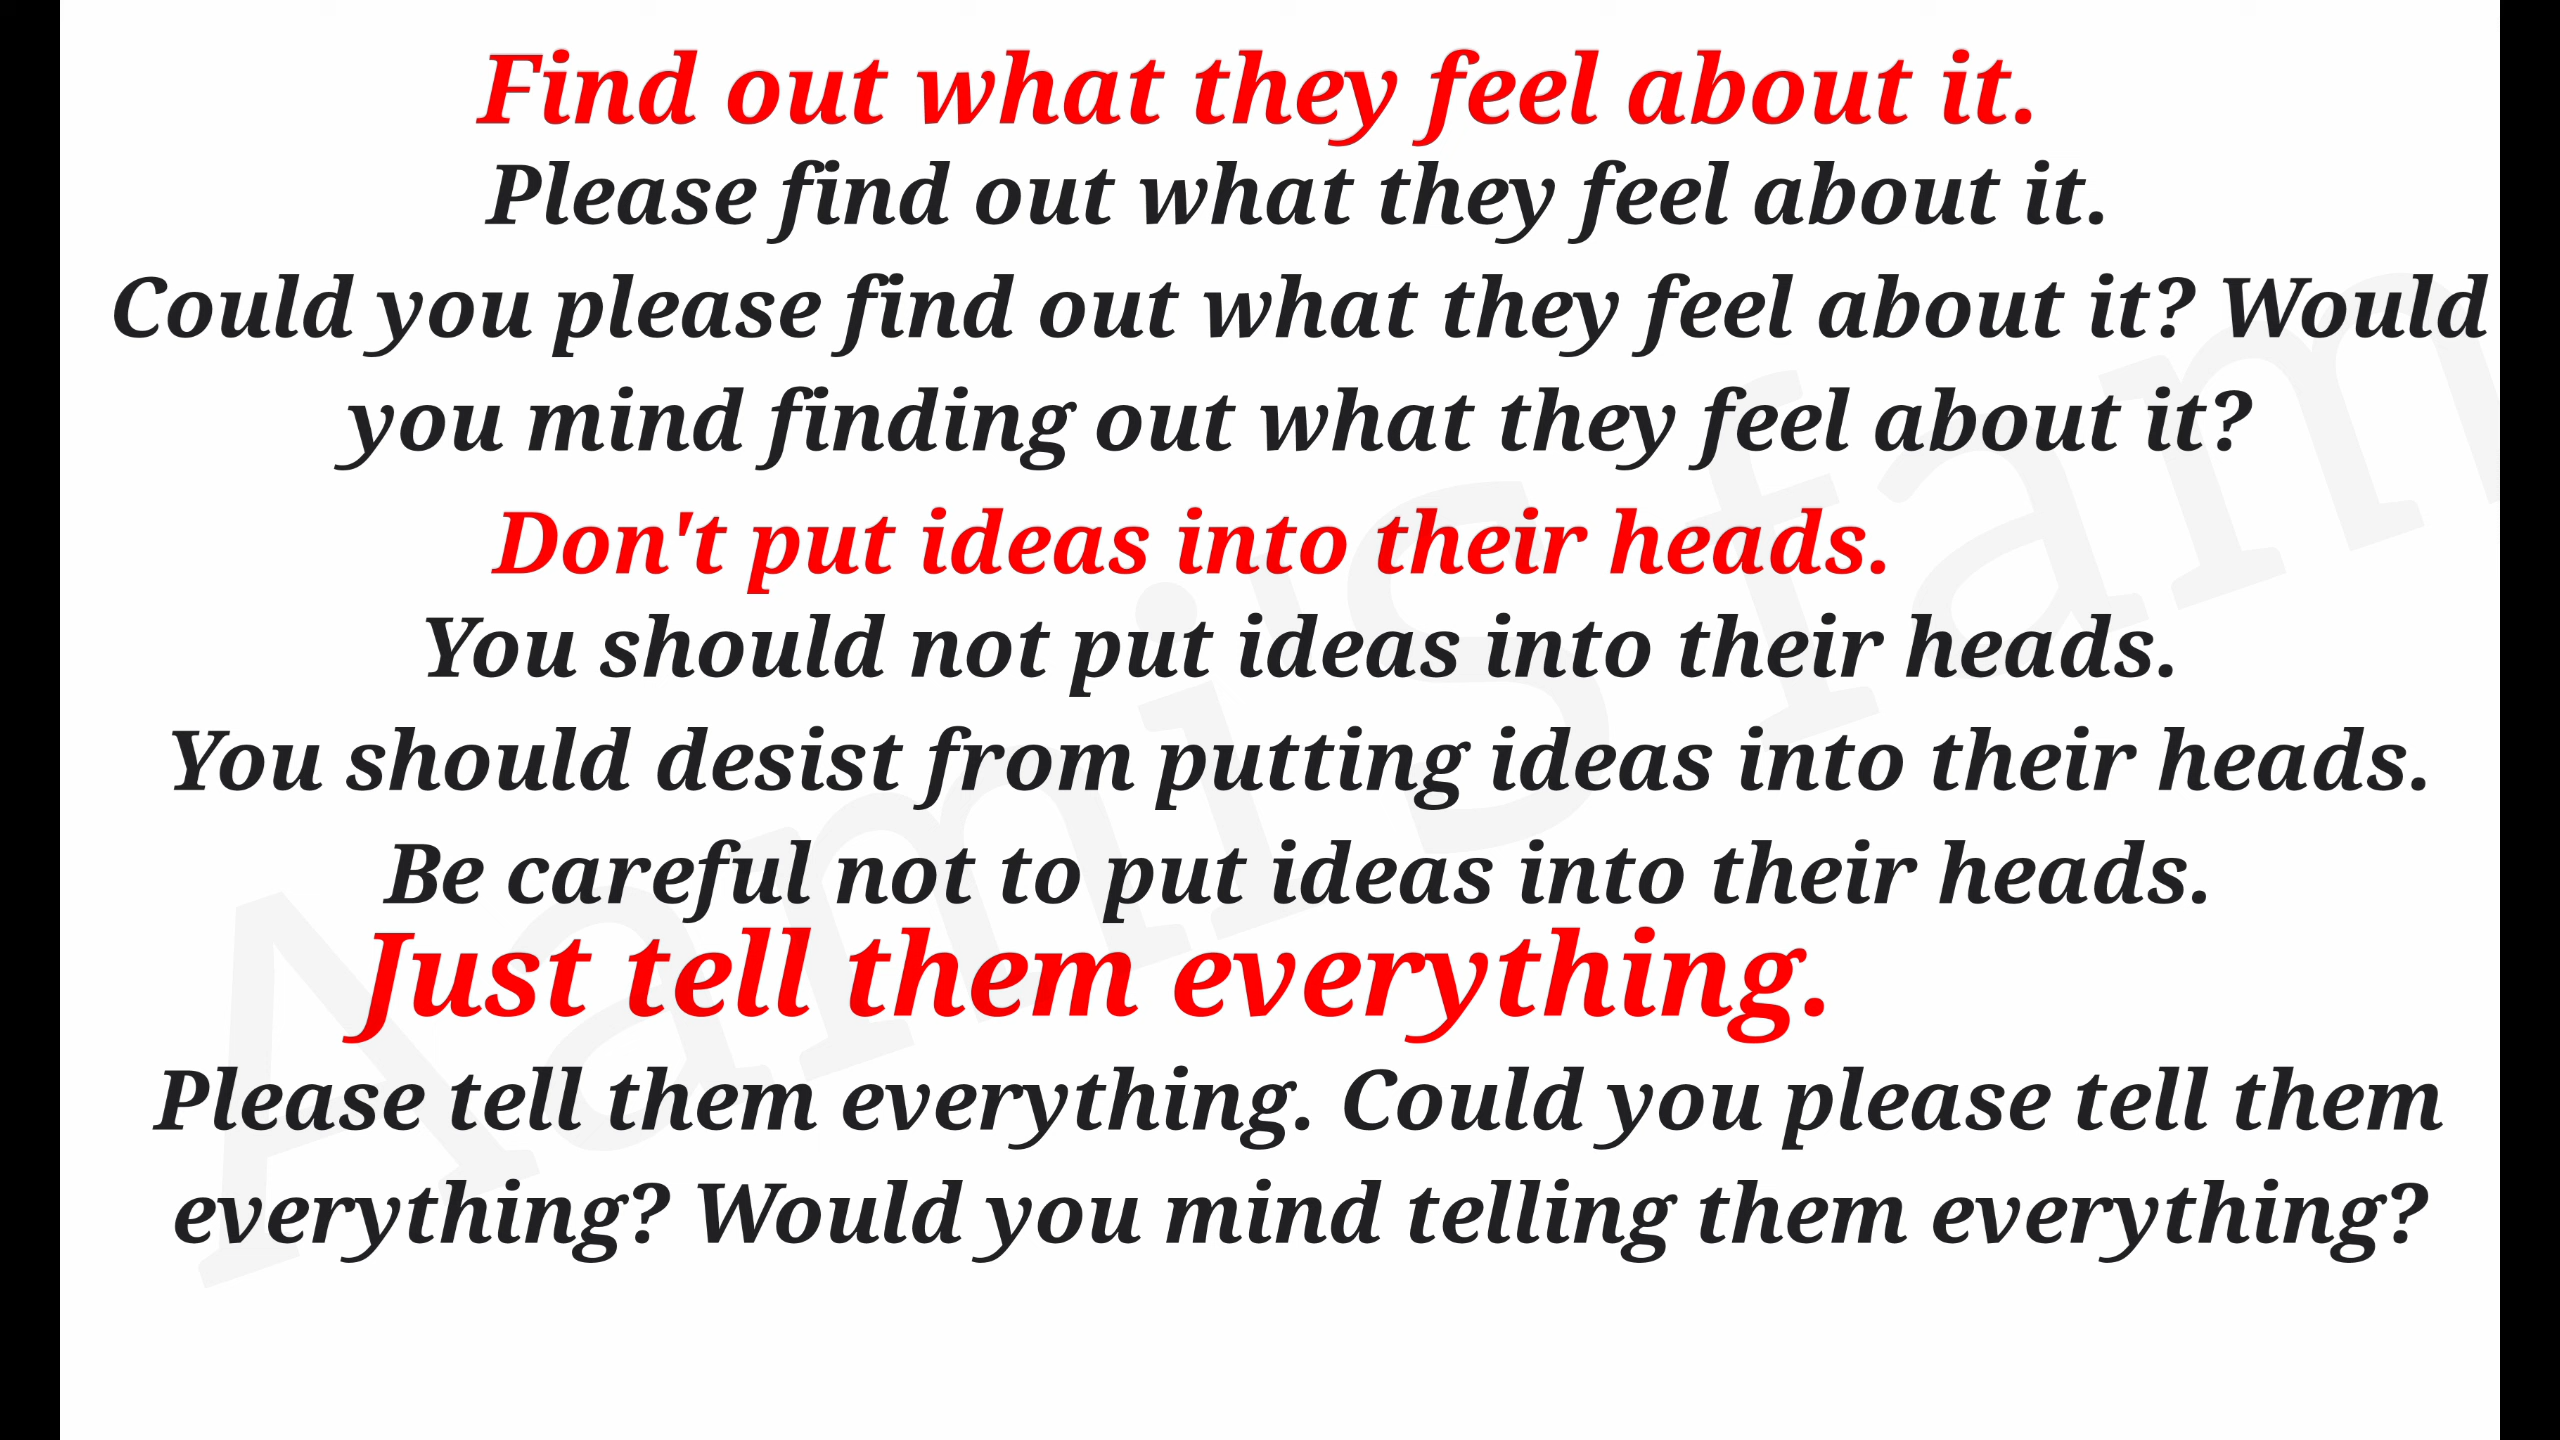 Find out what they feel about it.
Please find out what they feel about it.
Could you please find out what they feel about it? Would
you mind finding out what they feel about it?
Don't put ideas into their heads.
You should not put ideas into their heads.
You should desist from putting ideas into their heads.
Be careful not to put ideas into their heads.
Just tell them everything.
Please tell them everything. Could you please tell them
everything? Would you mind telling them everything?
Aami'S fam